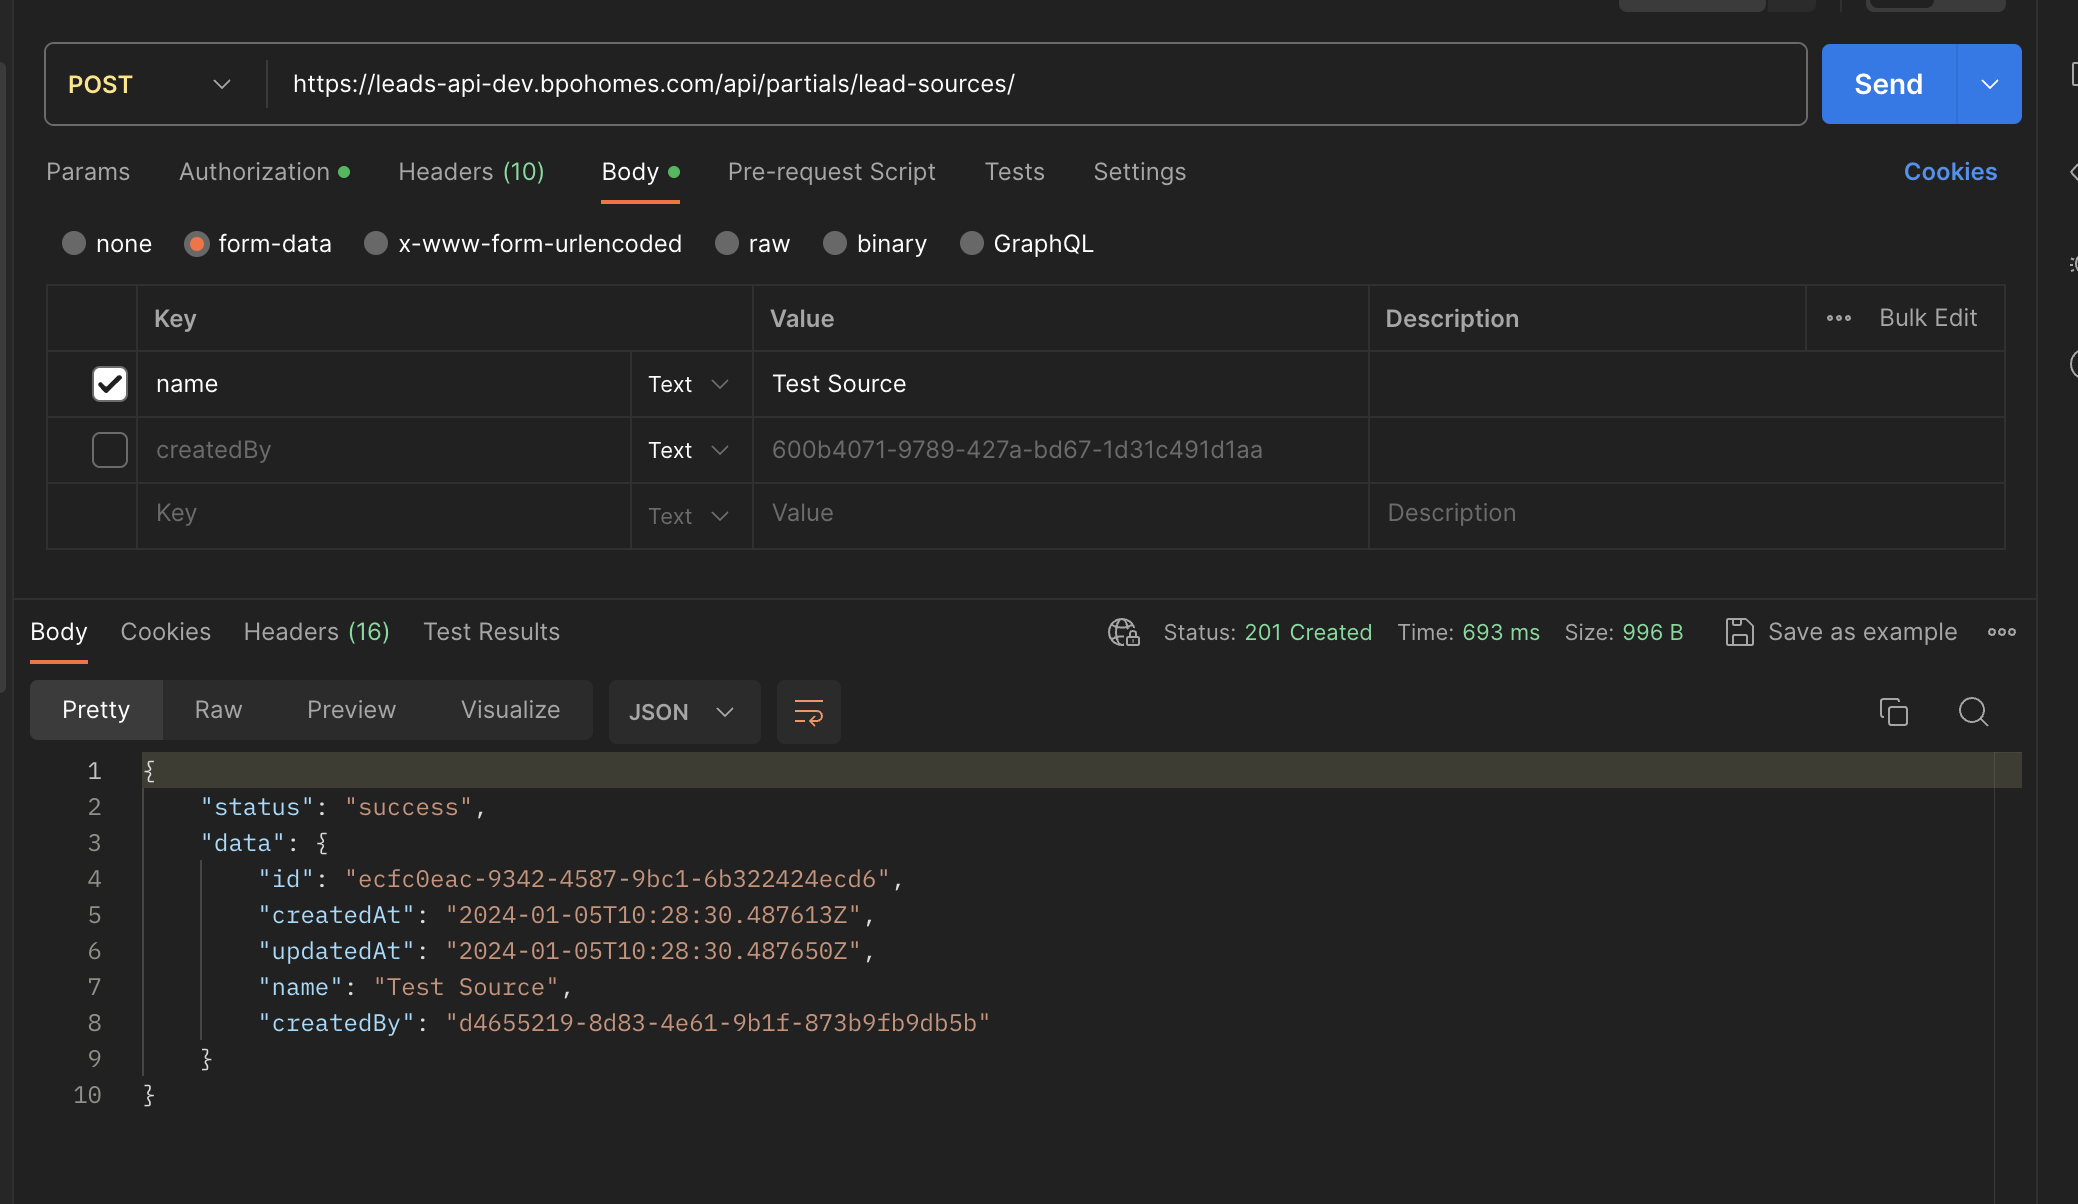 POST https://leads-api-dev.bpohomes.com/api/partials/lead-sources/ Send
Params Authorization Headers (10) Body Pre-request Script Tests Settings Cookies
none form-data x-www-form-urlencoded raw binary GraphQL
Key Value Description Bulk Edit
name Text Test Source
createdBy Text 600b4071-9789-427a-bd67-1d31c491d1aa
Key Text Value Description
Body Cookies Headers (16) Test Results Status: 201 Created Time: 693 ms Size: 996 B Save as example
Pretty Raw Preview Visualize JSON
1 {
2 "status": "success",
3 "data": {
4 "id": "ecfc0eac-9342-4587-9bc1-6b322424ecd6",
5 "createdAt": "2024-01-05T10:28:30.487613Z",
6 "updatedAt": "2024-01-05T10:28:30.487650Z",
7 "name": "Test Source",
8 "createdBy": "d4655219-8d83-4e61-9b1f-873b9fb9db5b"
9 }
10 }